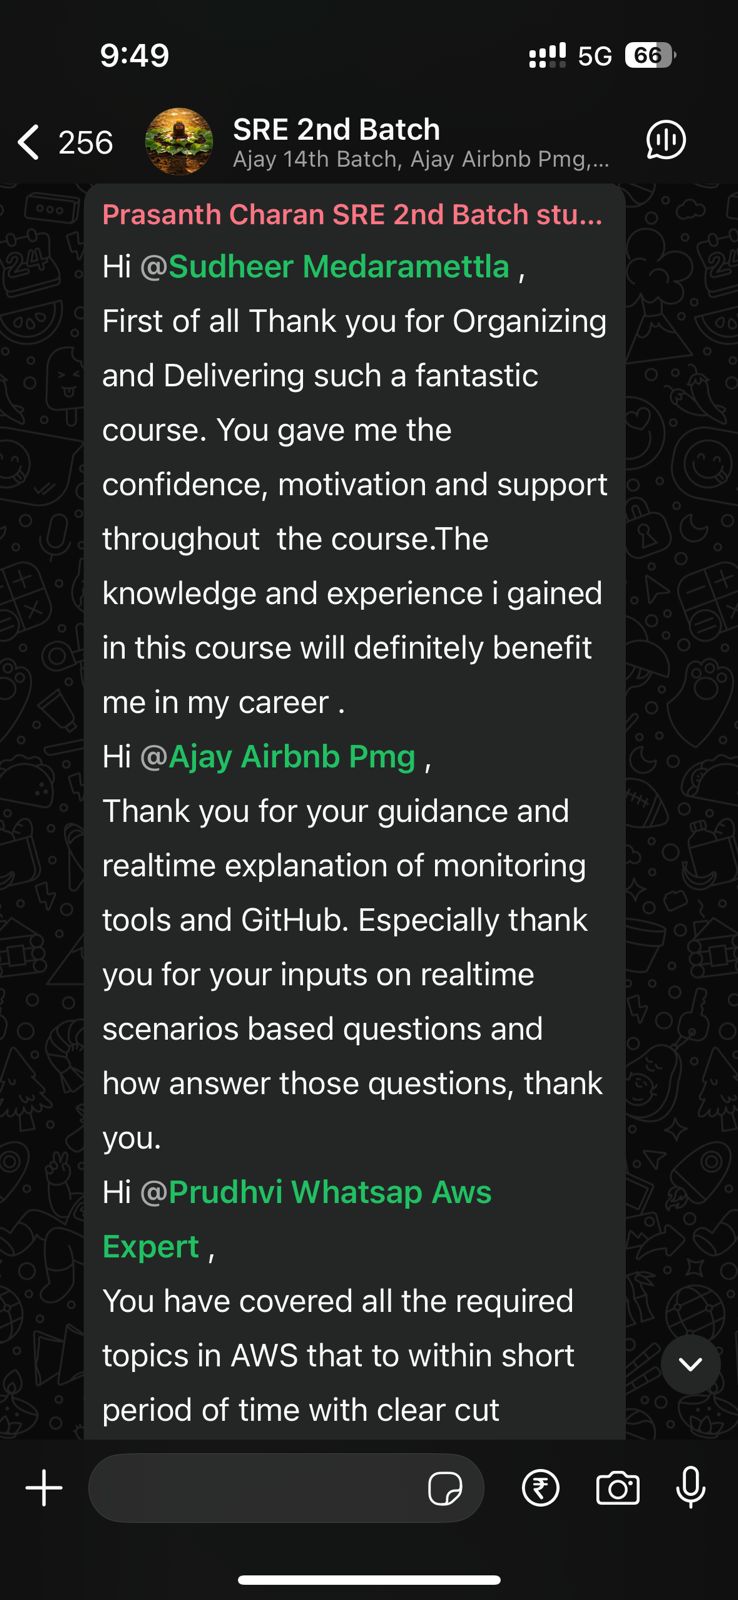 9:49
5G 66
256
SRE 2nd Batch
Ajay 14th Batch, Ajay Airbnb Pmg,...
Prasanth Charan SRE 2nd Batch stu...
Hi @Sudheer Medaramettla ,
First of all Thank you for Organizing
and Delivering such a fantastic
course. You gave me the
confidence, motivation and support
throughout  the course.The
knowledge and experience i gained
in this course will definitely benefit
me in my career .
Hi @Ajay Airbnb Pmg ,
Thank you for your guidance and
realtime explanation of monitoring
tools and GitHub. Especially thank
you for your inputs on realtime
scenarios based questions and
how answer those questions, thank
you.
Hi @Prudhvi Whatsap Aws
Expert ,
You have covered all the required
topics in AWS that to within short
period of time with clear cut
₹